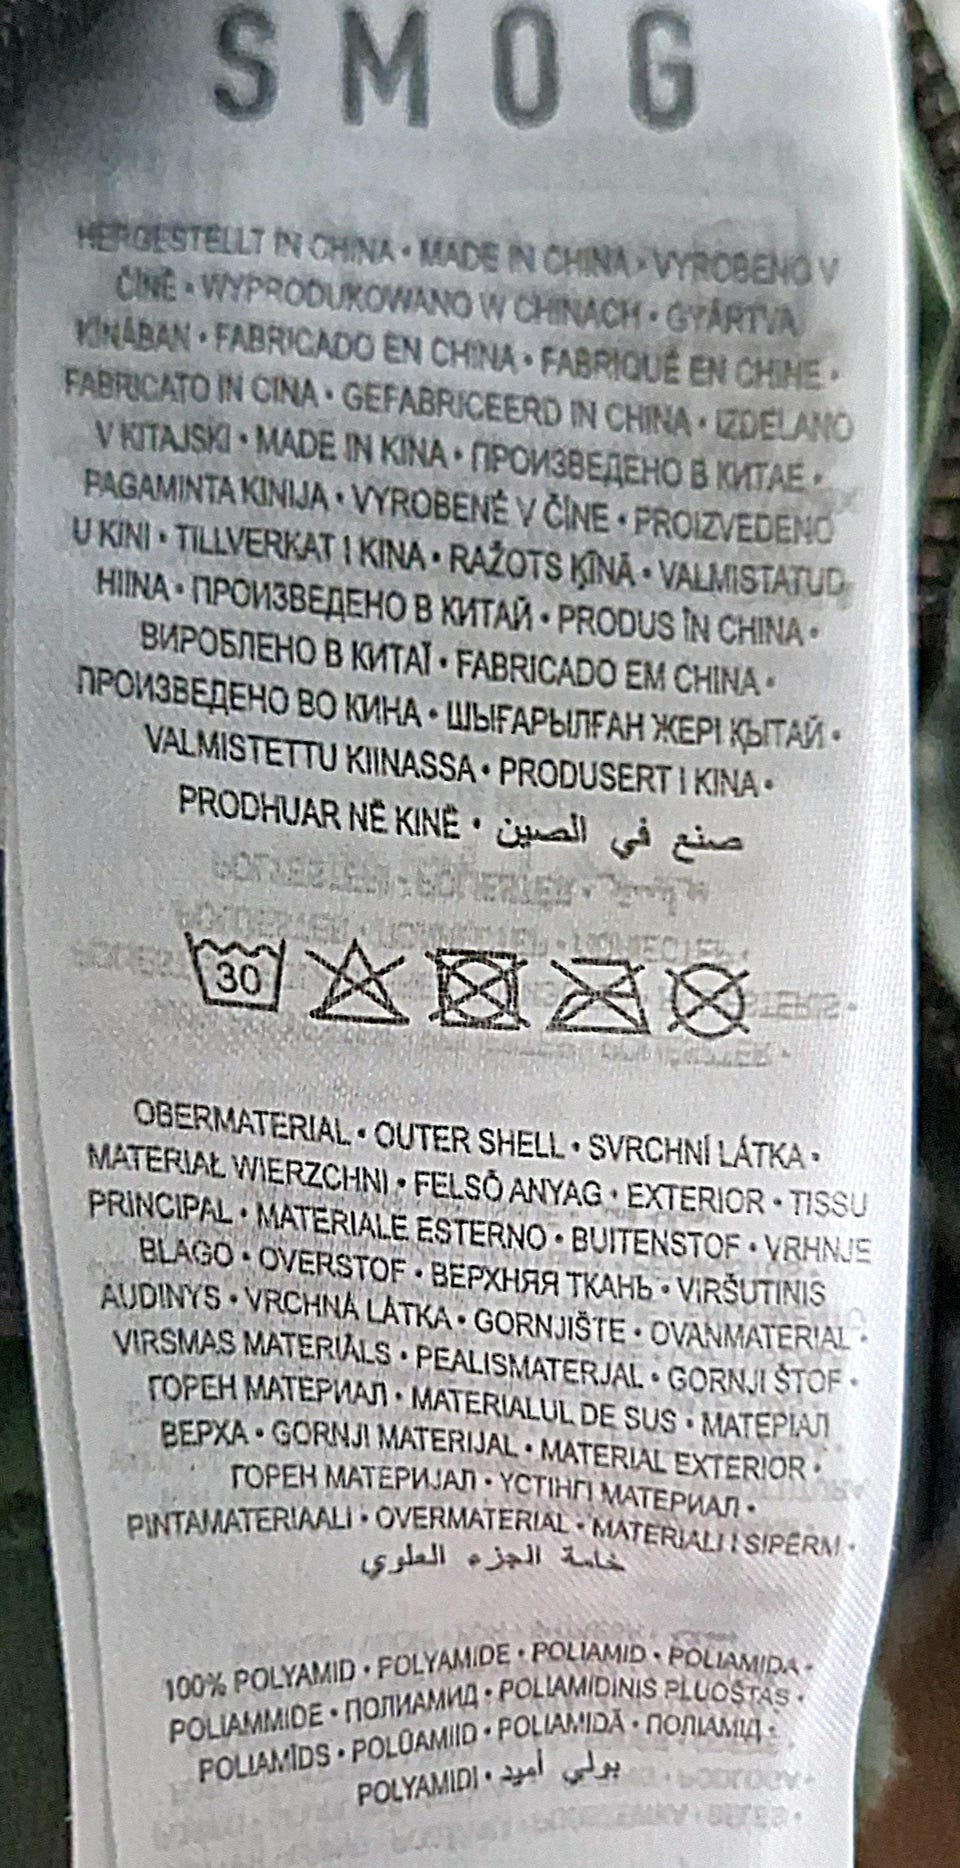 SMOG
HERGESTELLT IN CHINA • MADE IN CHINA • VYROBENO V
ČÍNĚ • WYPRODUKOWANO W CHINACH • GYÁRTVA
KÍNÁBAN • FABRICADO EN CHINA • FABRIQUÉ EN CHINE •
FABRICATO IN CINA • GEFABRICEERD IN CHINA • IZDELANO
V KITAJSKI • MADE IN KINA • ПРОИЗВЕДЕНО В КИТАЕ •
PAGAMINTA KINIJA • VYROBENÉ V ČÍNE • PROIZVEDENO
U KINI • TILLVERKAT I KINA • RAŽOTS ĶĪNĀ • VALMISTATUD
HIINA • ПРОИЗВЕДЕНО В КИТАЙ • PRODUS ÎN CHINA •
ВИРОБЛЕНО В КИТАЇ • FABRICADO EM CHINA •
ПРОИЗВЕДЕНО ВО КИНА • ШЫҒАРЫЛҒАН ЖЕРІ ҚЫТАЙ •
VALMISTETTU KIINASSA • PRODUSERT I KINA •
PRODHUAR NË KINË • صنع في الصين
30
OBERMATERIAL • OUTER SHELL • SVRCHNÍ LÁTKA •
MATERIAŁ WIERZCHNI • FELSŐ ANYAG • EXTERIOR • TISSU
PRINCIPAL • MATERIALE ESTERNO • BUITENSTOF • VRHNJE
BLAGO • OVERSTOF • ВЕРХНЯЯ ТКАНЬ • VIRŠUTINIS
AUDINYS • VRCHNÁ LÁTKA • GORNJIŠTE • OVANMATERIAL •
VIRSMAS MATERIĀLS • PEALISMATERJAL • GORNJI ŠTOF •
ГОРЕН МАТЕРИАЛ • MATERIALUL DE SUS • МАТЕРІАЛ
ВЕРХА • GORNJI MATERIJAL • MATERIAL EXTERIOR •
ГОРЕН МАТЕРИЈАЛ • ҮСТІҢГІ МАТЕРИАЛ •
PINTAMATERIAALI • OVERMATERIAL • MATERIALI I SIPËRM •
خامة الجزء العلوي
100% POLYAMID • POLYAMIDE • POLIAMID • POLIAMIDA •
POLIAMMIDE • ПОЛИАМИД • POLIAMIDINIS PLUOŠTAS •
POLIAMĪDS • POLÜAMIID • POLIAMIDĂ • ПОЛІАМІД •
POLYAMIDI • بولي أميد